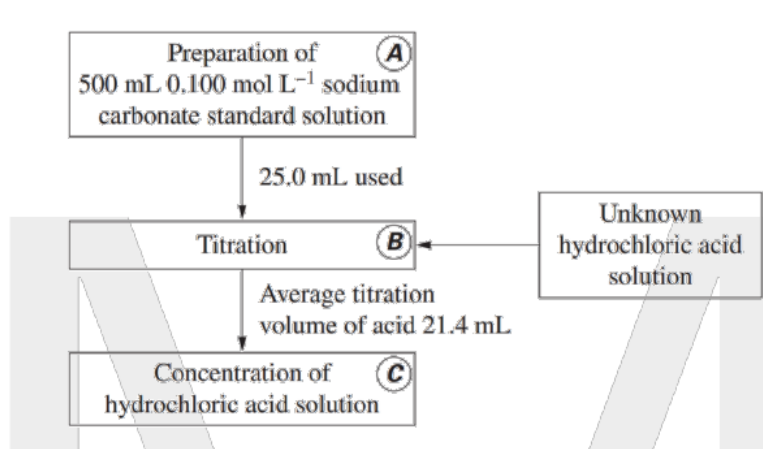 Preparation of A
500 mL 0.100 mol L⁻¹ sodium
carbonate standard solution
25.0 mL used
Titration B
Unknown
hydrochloric acid
solution
Average titration
volume of acid 21.4 mL
Concentration of C
hydrochloric acid solution